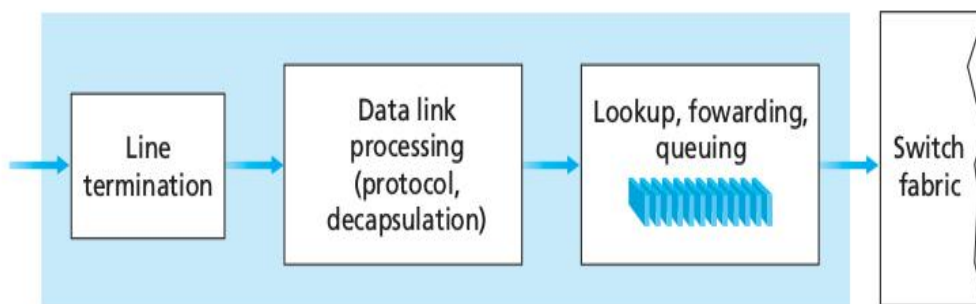 Line
termination
Data link
processing
(protocol,
decapsulation)
Lookup, fowarding,
queuing
Switch
fabric